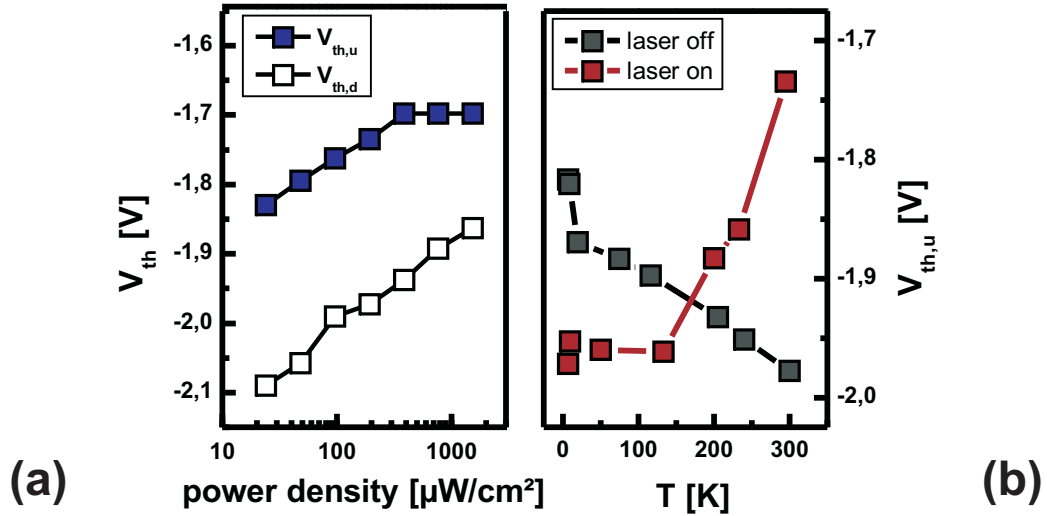 -1,6
-1,7
-1,8
-1,9
-2,0
-2,1
V_th [V]
V_th,u
V_th,d
10
100
1000
power density [µW/cm²]
(a)
laser off
laser on
-1,7
-1,8
-1,9
-2,0
V_th,u [V]
0
100
200
300
T [K]
(b)